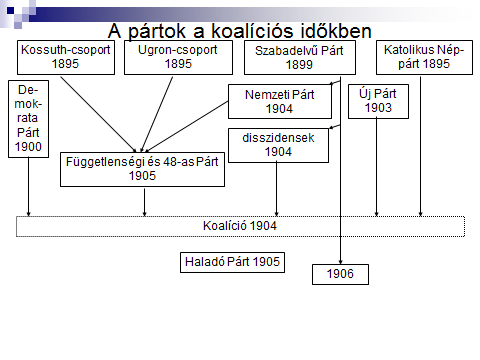 A pártok a koalíciós időkben
Kossuth-csoport
1895
Ugron-csoport
1895
Szabadelvű Párt
1899
Katolikus Nép-
párt 1895
De-
mok-
rata
Párt
1900
Nemzeti Párt
1904
Új Párt
1903
disszidensek
1904
Függetlenségi és 48-as Párt
1905
Koalíció 1904
Haladó Párt 1905
1906